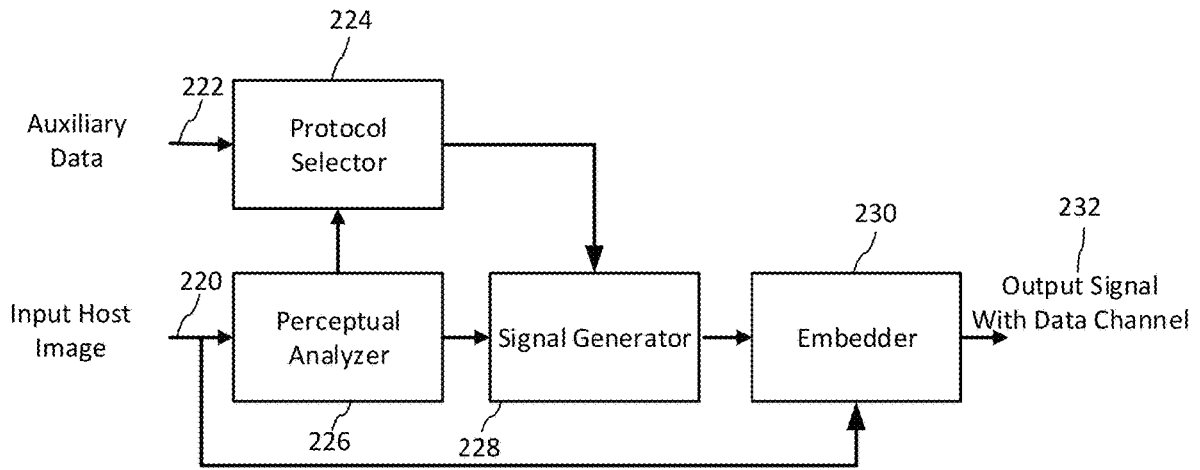 224
222
Auxiliary
Data
Protocol
Selector
230
232
220
Input Host
Image
Perceptual
Analyzer
Signal Generator
Embedder
Output Signal
With Data Channel
226
228